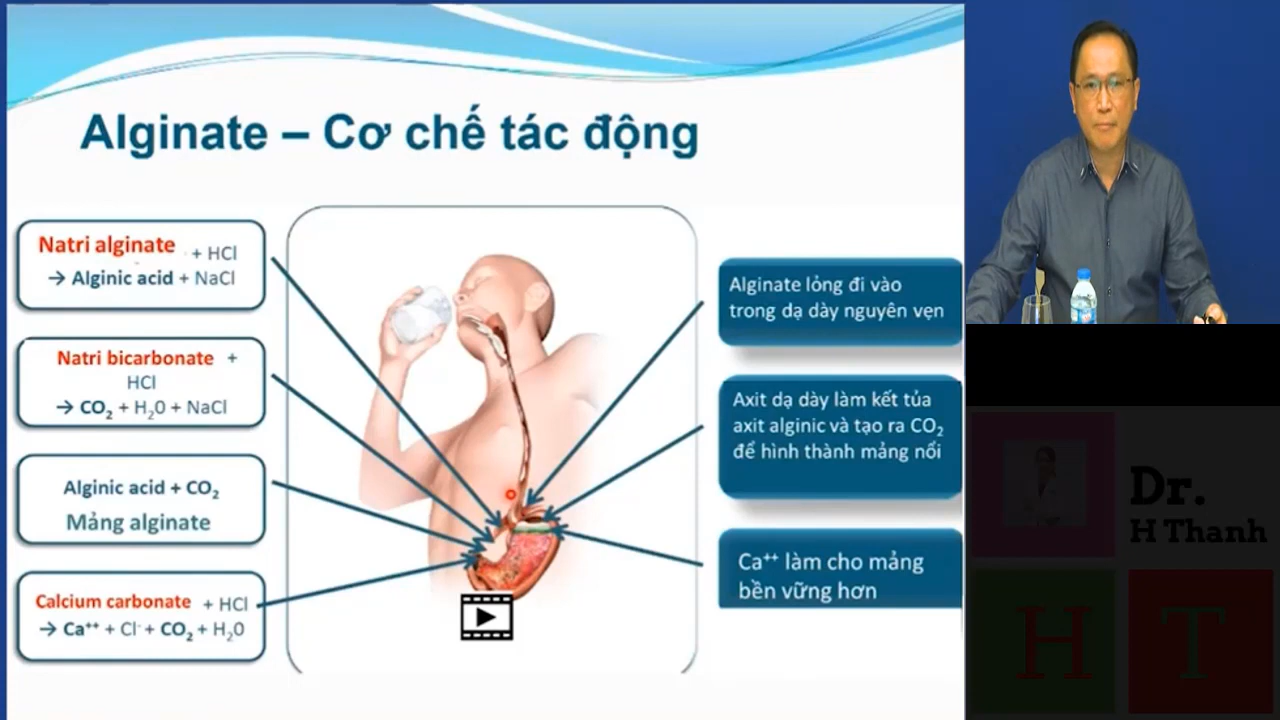 Alginate – Cơ chế tác động
Natri alginate + HCl
→ Alginic acid + NaCl
Natri bicarbonate +
HCl
→ CO₂ + H₂0 + NaCl
Alginic acid + CO₂
Mảng alginate
Calcium carbonate + HCl
→ Ca⁺⁺ + Cl⁻ + CO₂ + H₂0
Alginate lỏng đi vào
trong dạ dày nguyên vẹn
Axit dạ dày làm kết tủa
axit alginic và tạo ra CO₂
để hình thành mảng nổi
Ca⁺⁺ làm cho mảng
bền vững hơn
Dr.
H Thanh
H T